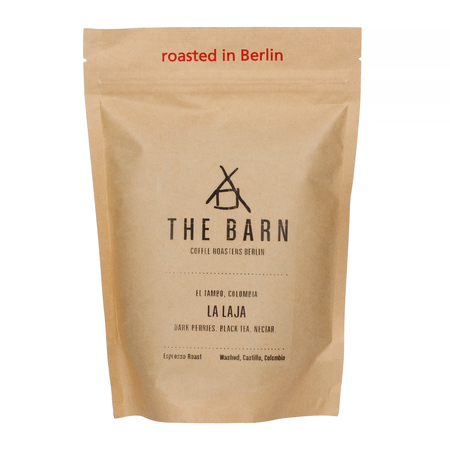 roasted in Berlin
THE BARN
COFFEE ROASTERS BERLIN
EL TAMBO, COLOMBIA
LA LAJA
DARK BERRIES, BLACK TEA, NECTAR
Espresso Roast Washed, Castillo, Colombia